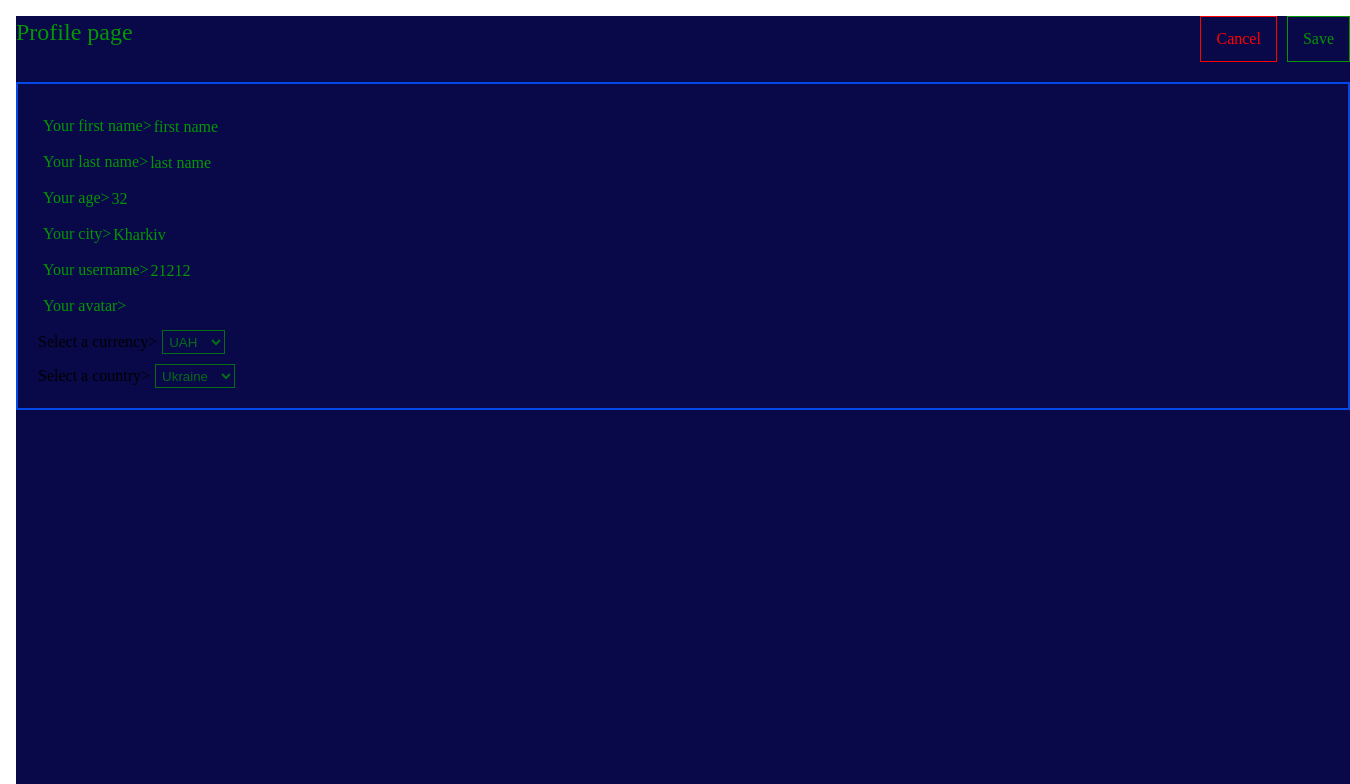 Profile page
Cancel
Save
Your first name>first name
Your last name>last name
Your age>32
Your city>Kharkiv
Your username>21212
Your avatar>
Select a currency> UAH
Select a country> Ukraine